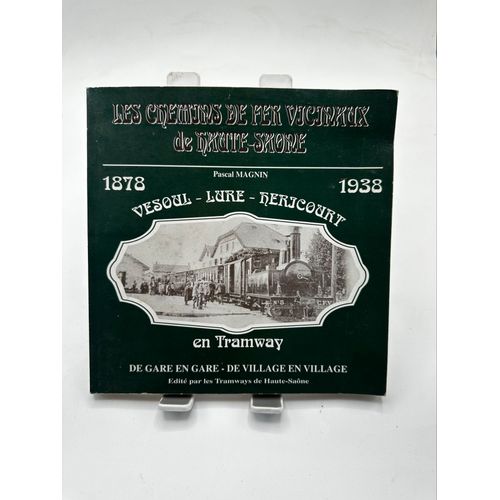 LES CHEMINS DE FER VICINAUX
de HAUTE-SAONE
Pascal MAGNIN
1878
1938
VESOUL - LURE - HERICOURT
N°5 C.F.V
en Tramway
DE GARE EN GARE - DE VILLAGE EN VILLAGE
Edité par les Tramways de Haute-Saône